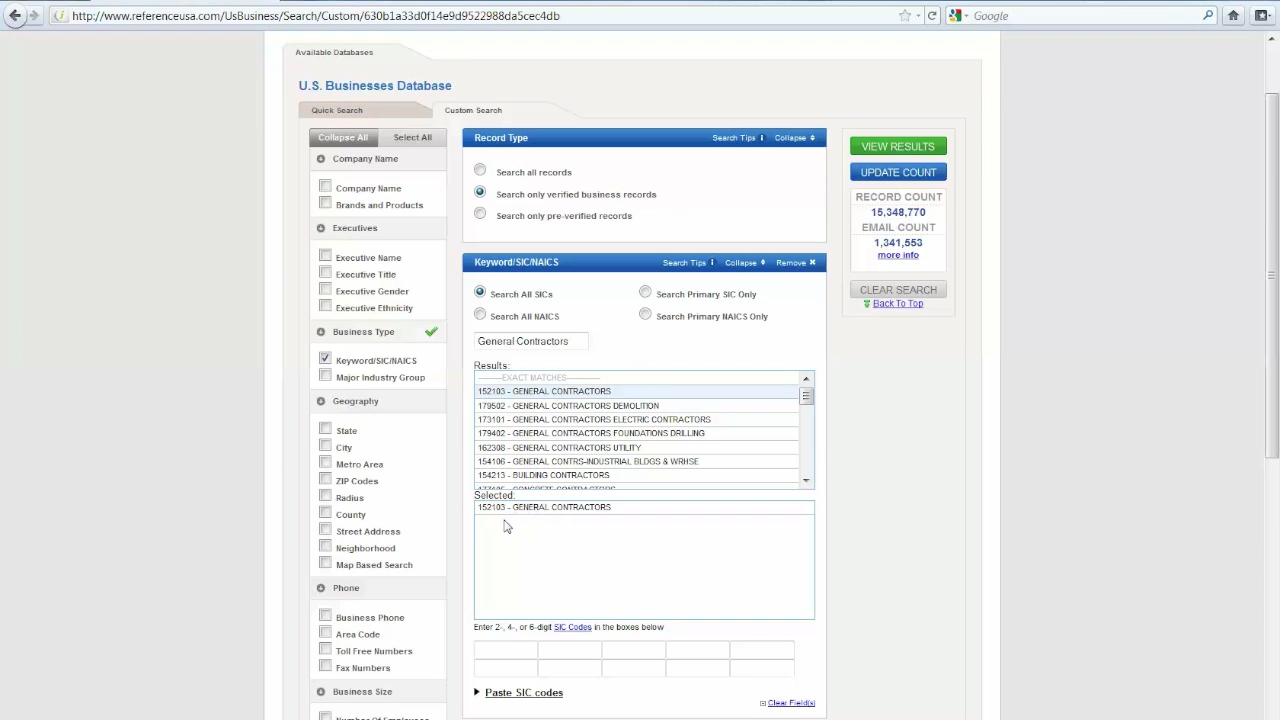 http://www.referenceusa.com/UsBusiness/Search/Custom/630b1a33d0f14e9d9522988da5cec4db
Google
Available Databases
U.S. Businesses Database
Quick Search
Custom Search
Collapse All
Select All
Company Name
Company Name
Brands and Products
Executives
Executive Name
Executive Title
Executive Gender
Executive Ethnicity
Business Type
Keyword/SIC/NAICS
Major Industry Group
Geography
State
City
Metro Area
ZIP Codes
Radius
County
Street Address
Neighborhood
Map Based Search
Phone
Business Phone
Area Code
Toll Free Numbers
Fax Numbers
Business Size
Number Of Employees
Record Type Search Tips Collapse
Search all records
Search only verified business records
Search only pre-verified records
Keyword/SIC/NAICS Search Tips Collapse Remove
Search All SICs Search Primary SIC Only
Search All NAICS Search Primary NAICS Only
General Contractors
Results:
---------EXACT MATCHES------------
152103 - GENERAL CONTRACTORS
179502 - GENERAL CONTRACTORS DEMOLITION
173101 - GENERAL CONTRACTORS ELECTRIC CONTRACTORS
179402 - GENERAL CONTRACTORS FOUNDATIONS DRILLING
162308 - GENERAL CONTRACTORS UTILITY
154106 - GENERAL CONTRS-INDUSTRIAL BLDGS & WRHSE
154213 - BUILDING CONTRACTORS
Selected:
152103 - GENERAL CONTRACTORS
Enter 2-, 4-, or 6-digit SIC Codes in the boxes below
Paste SIC codes
Clear Field(s)
VIEW RESULTS
UPDATE COUNT
RECORD COUNT
15,348,770
EMAIL COUNT
1,341,553
more info
CLEAR SEARCH
Back To Top